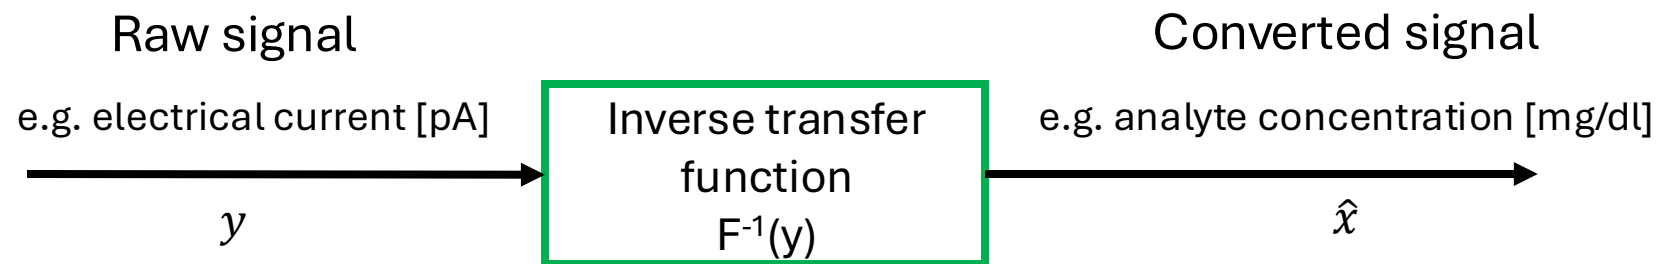 Raw signal
Converted signal
e.g. electrical current [pA]
Inverse transfer
function
F⁻¹(y)
e.g. analyte concentration [mg/dl]
y
x̂